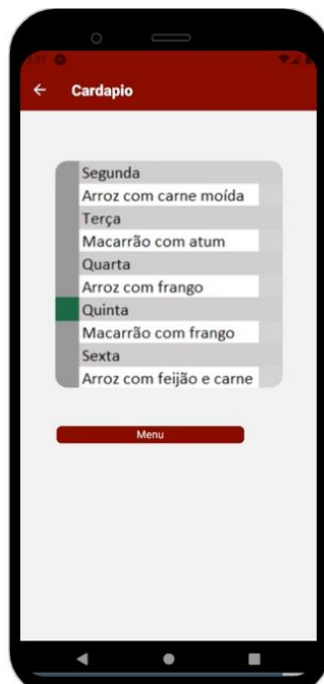 Cardapio
Segunda
Arroz com carne moída
Terça
Macarrão com atum
Quarta
Arroz com frango
Quinta
Macarrão com frango
Sexta
Arroz com feijão e carne
Menu